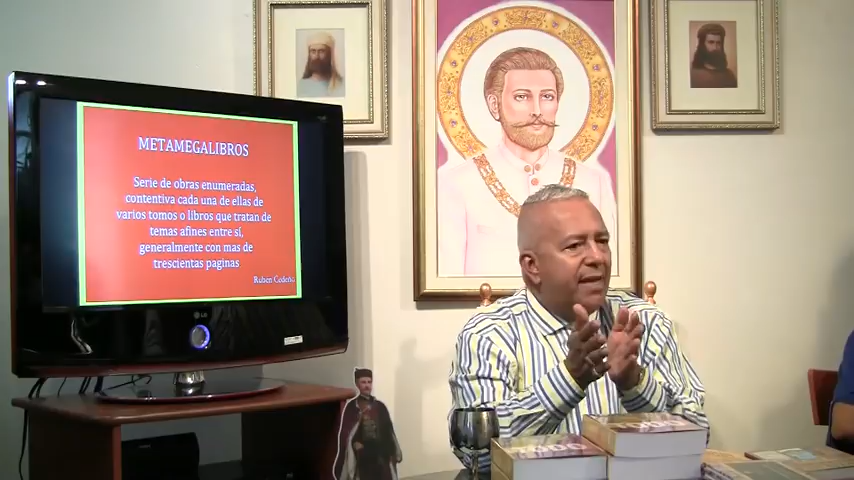 METAMEGALIBROS
Serie de obras enumeradas,
contentiva cada una de ellas de
varios tomos o libros que tratan de
temas afines entre sí,
generalmente con mas de
trescientas paginas
Ruben Cedeño
LG